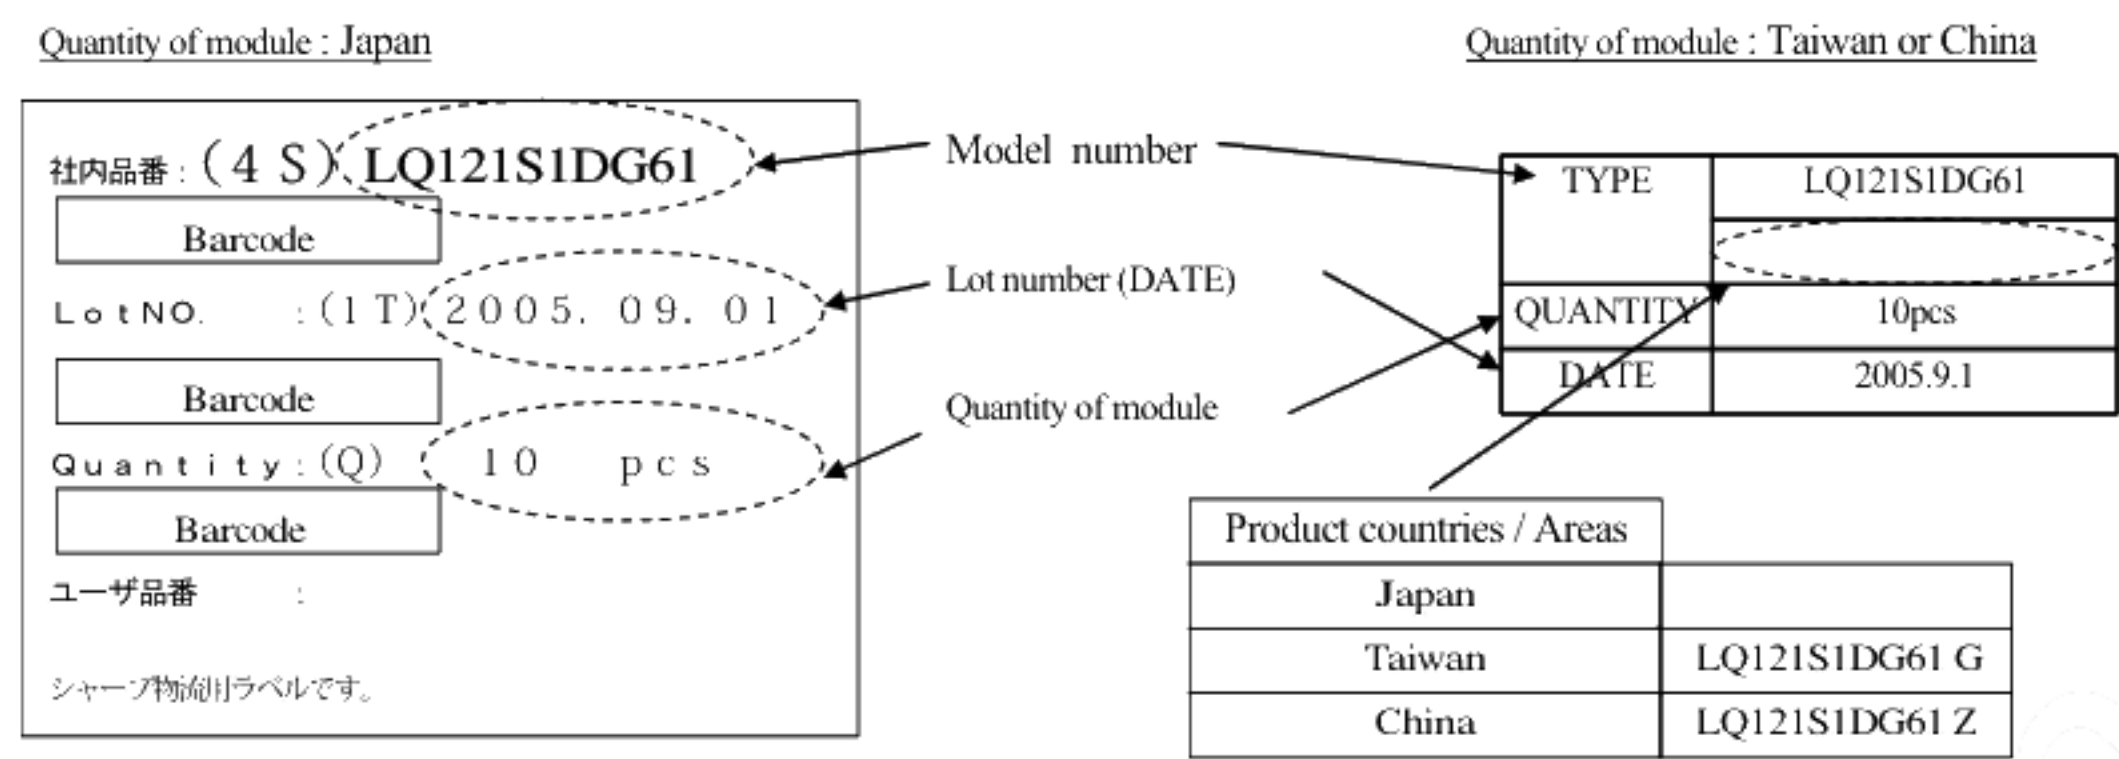 Quantity of module : Japan
Quantity of module : Taiwan or China
社内品番 : (4S) LQ121S1DG61
Barcode
LotNO. : (1T) 2005. 09. 01
Barcode
Quantity : (Q) 10 pcs
Barcode
ユーザ品番 :
シャープ物流用ラベルです。
Model number
Lot number (DATE)
Quantity of module
TYPE LQ121S1DG61
QUANTITY 10pcs
DATE 2005.9.1
Product countries / Areas
Japan
Taiwan LQ121S1DG61 G
China LQ121S1DG61 Z